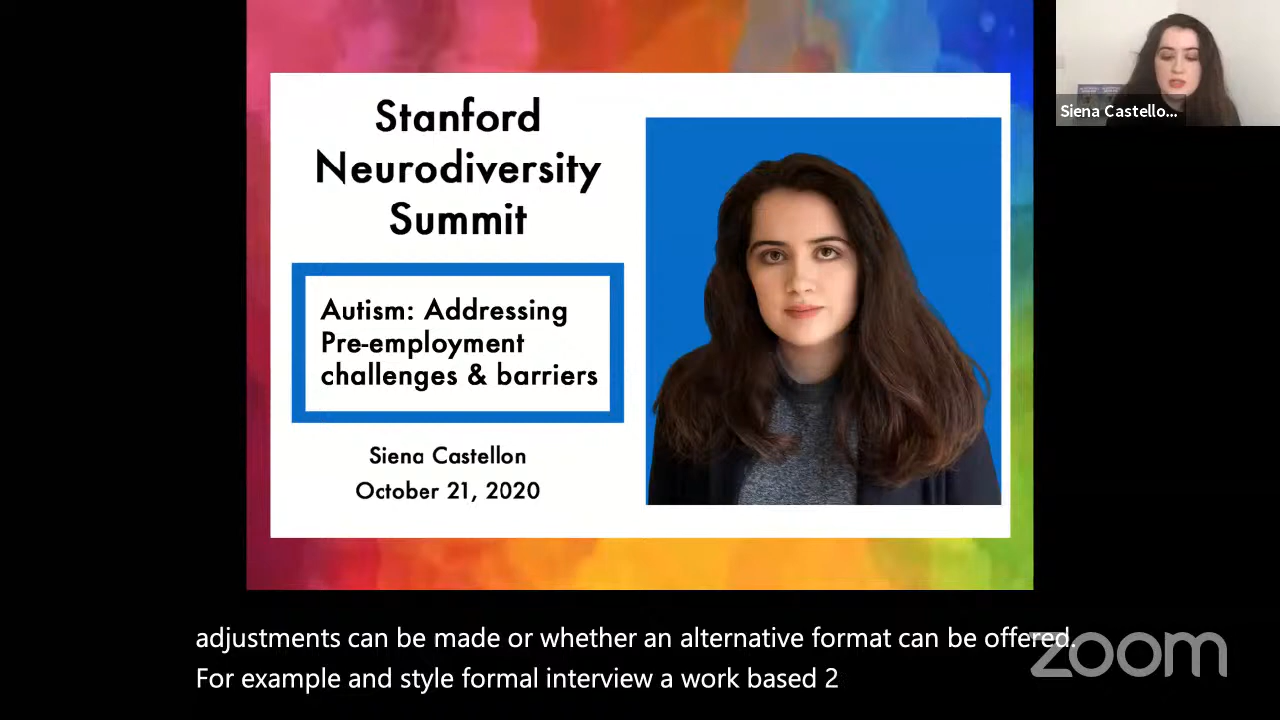 Stanford
Neurodiversity
Summit
Autism: Addressing
Pre-employment
challenges & barriers
Siena Castellon
October 21, 2020
Siena Castello...
adjustments can be made or whether an alternative format can be offered.
For example and style formal interview a work based 2
zoom